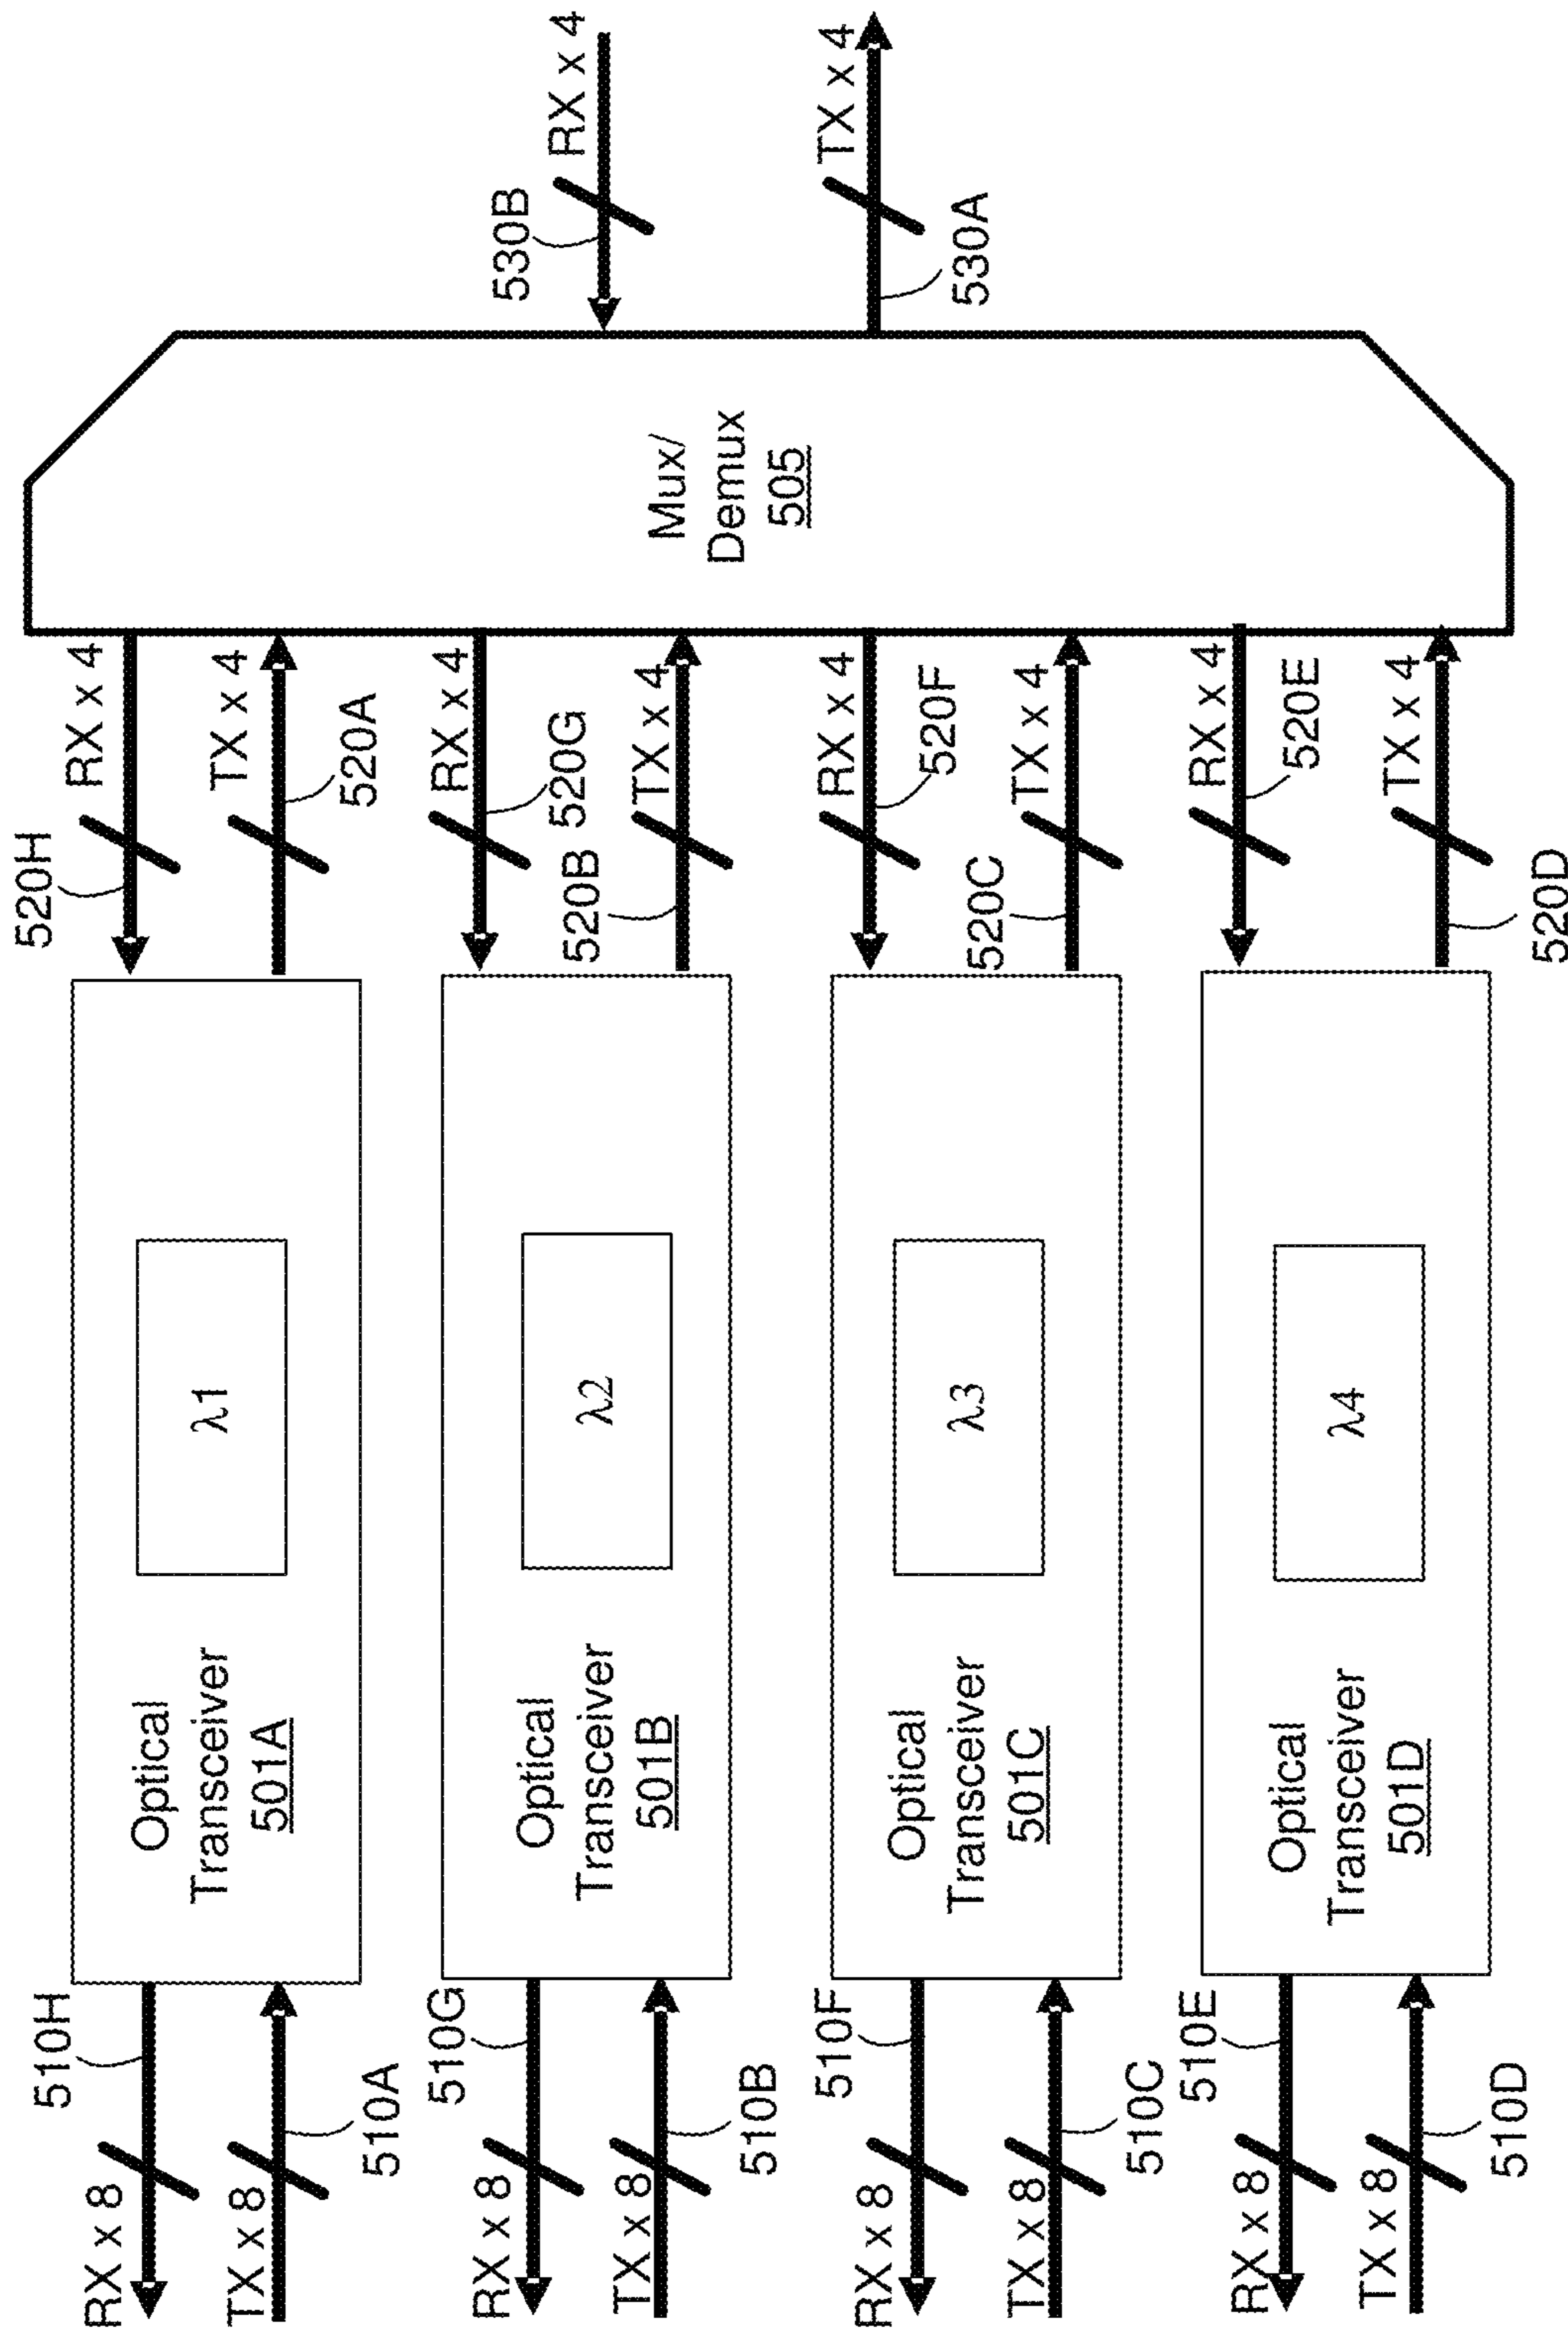 RX x 8
510H
Optical
Transceiver
501A
λ1
520H
RX x 4
TX x 8
510A
TX x 4
520A
RX x 8
510G
Optical
Transceiver
501B
λ2
RX x 4
520G
TX x 8
510B
520B
TX x 4
RX x 8
510F
Optical
Transceiver
501C
λ3
RX x 4
520F
TX x 8
510C
520C
TX x 4
RX x 8
510E
Optical
Transceiver
501D
λ4
RX x 4
520E
TX x 8
510D
520D
TX x 4
Mux/
Demux
505
530B
RX x 4
TX x 4
530A